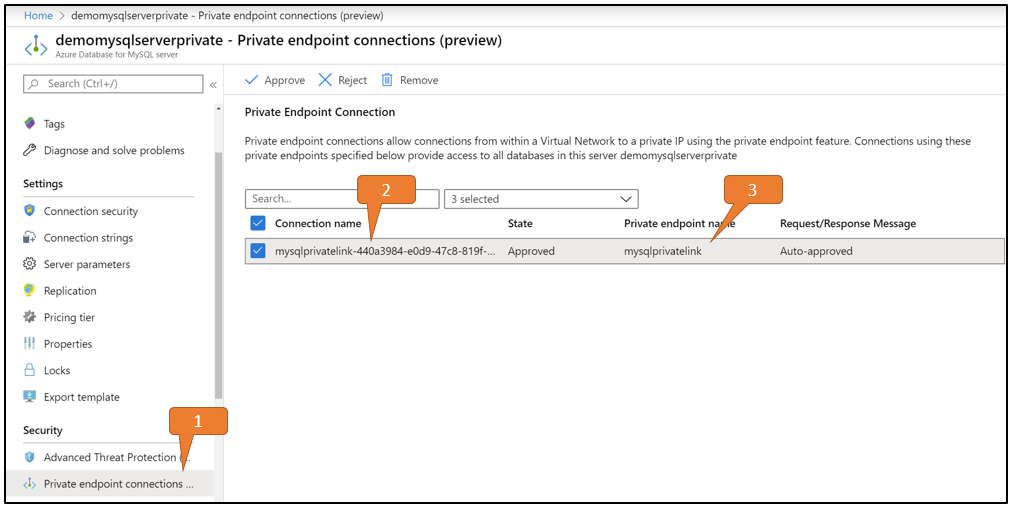 Home > demomysqlserverprivate - Private endpoint connections (preview)
demomysqlserverprivate - Private endpoint connections (preview)
Azure Database for MySQL server
Search (Ctrl+/)
«
Tags
Diagnose and solve problems
Settings
Connection security
Connection strings
Server parameters
Replication
Pricing tier
Properties
Locks
Export template
1
Security
Advanced Threat Protection (...
Private endpoint connections ...
Approve Reject Remove
Private Endpoint Connection
Private endpoint connections allow connections from within a Virtual Network to a private IP using the private endpoint feature. Connections using these
private endpoints specified below provide access to all databases in this server demomysqlserverprivate
2 3
Search... 3 selected
Connection name State Private endpoint name Request/Response Message
mysqlprivatelink-440a3984-e0d9-47c8-819f-... Approved mysqlprivatelink Auto-approved